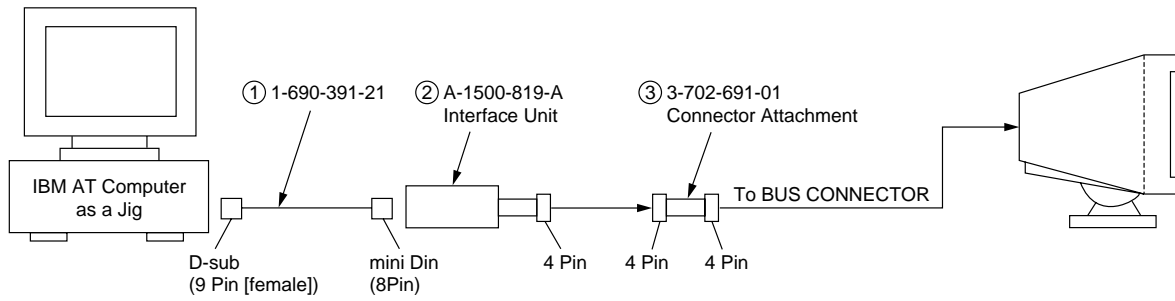 ① 1-690-391-21
② A-1500-819-A
Interface Unit
③ 3-702-691-01
Connector Attachment
IBM AT Computer
as a Jig
To BUS CONNECTOR
D-sub
(9 Pin [female])
mini Din
(8Pin)
4 Pin
4 Pin
4 Pin